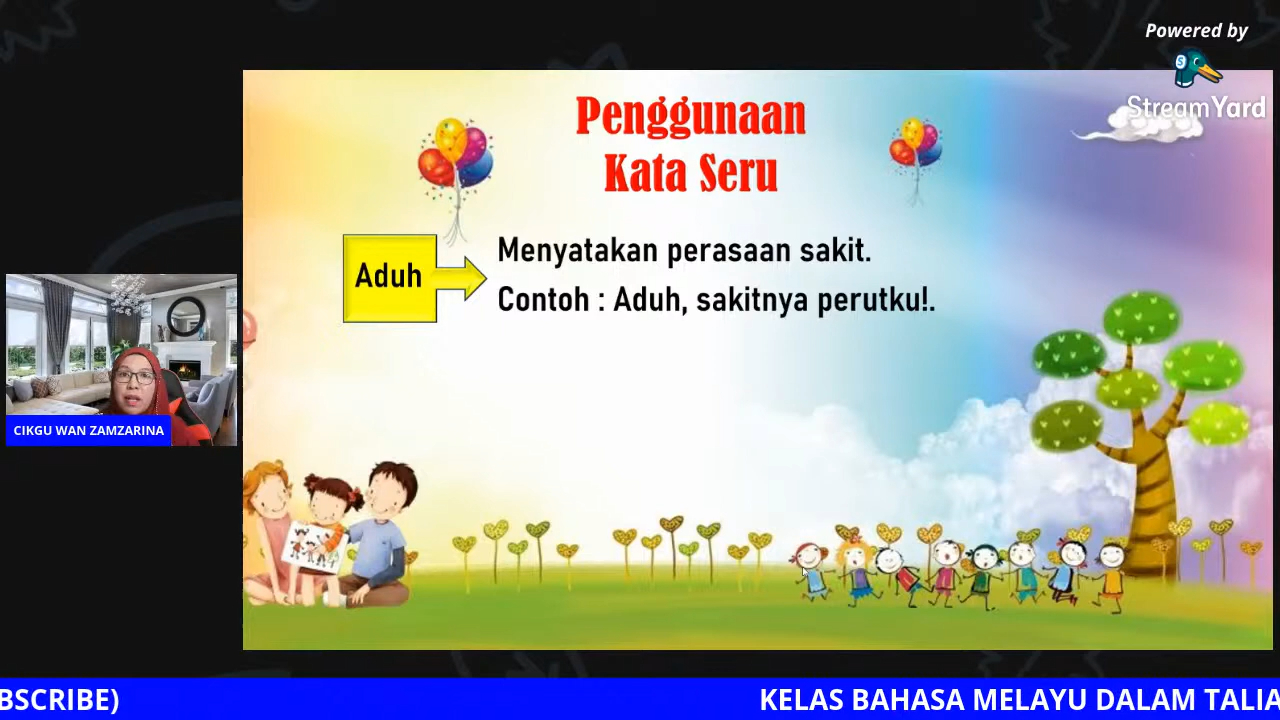 Powered by
StreamYard
Penggunaan
Kata Seru
Aduh
Menyatakan perasaan sakit.
Contoh : Aduh, sakitnya perutku!.
CIKGU WAN ZAMZARINA
BSCRIBE)
KELAS BAHASA MELAYU DALAM TALIA